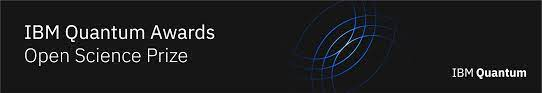 IBM Quantum Awards
Open Science Prize
IBM Quantum